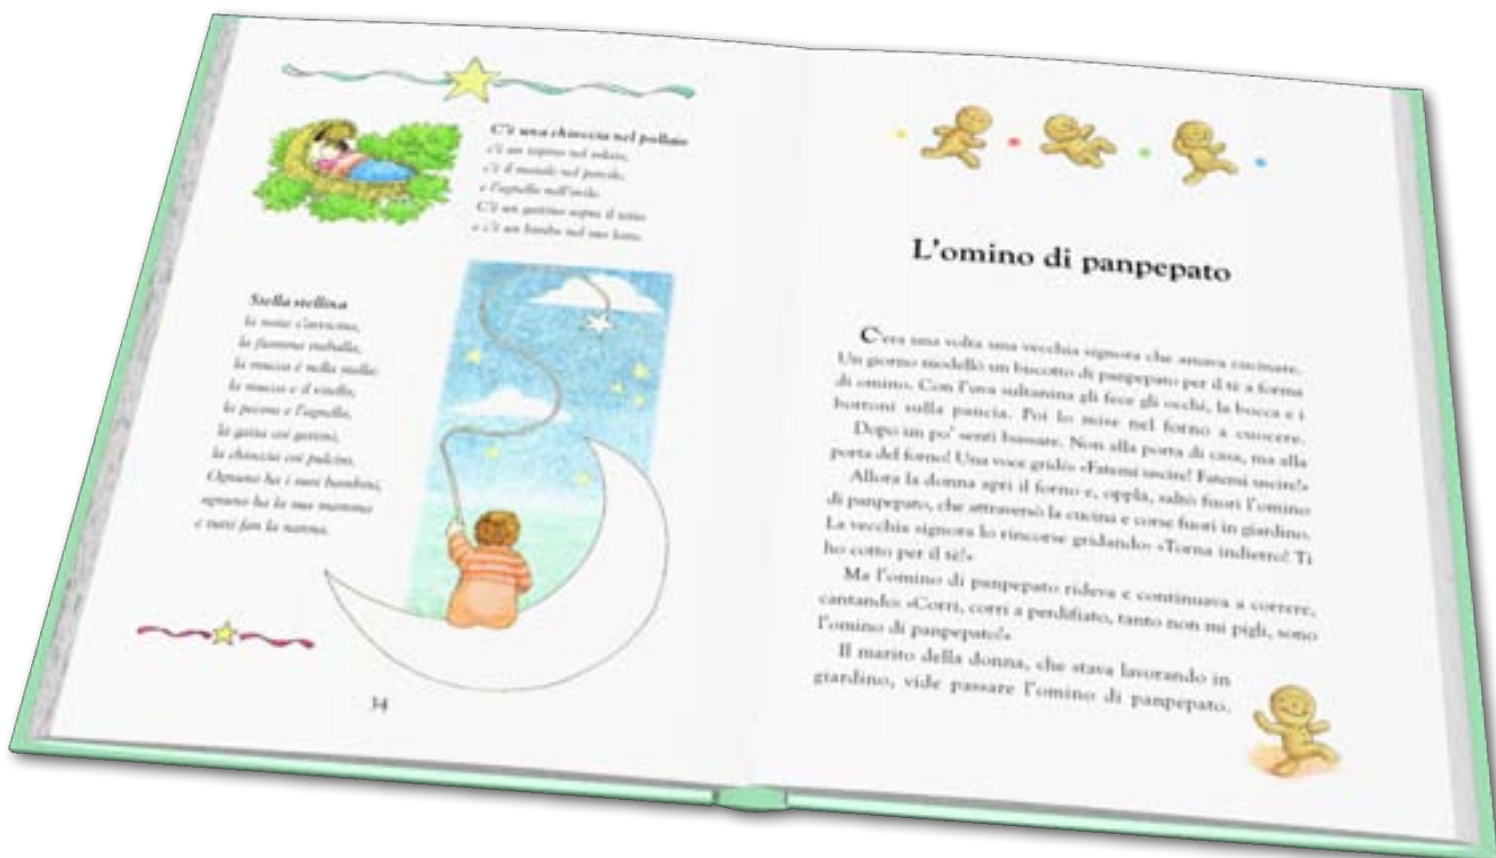 C'è una chioccia nel pollaio
c'è un topino nel solaio,
c'è il maiale nel porcile,
e l'agnello nell'ovile.
C'è un gattino sopra il tetto
e c'è un bimbo nel suo letto.
Stella stellina
la notte s'avvicina,
la fiamma traballa,
la mucca è nella stalla:
la mucca e il vitello,
la pecora e l'agnello,
la gatta coi gattini,
la chioccia coi pulcini.
Ognuno ha i suoi bambini,
ognuno ha la sua mamma
e tutti fan la nanna.
34
L'omino di panpepato
C'era una volta una vecchia signora che amava cucinare.
Un giorno modellò un biscotto di panpepato per il tè a forma
di omino. Con l'uva sultanina gli fece gli occhi, la bocca e i
bottoni sulla pancia. Poi lo mise nel forno a cuocere.
Dopo un po' sentì bussare. Non alla porta di casa, ma alla
porta del forno! Una voce gridò: «Fatemi uscire! Fatemi uscire!»
Allora la donna aprì il forno e, opplà, saltò fuori l'omino
di panpepato, che attraversò la cucina e corse fuori in giardino.
La vecchia signora lo rincorse gridando: «Torna indietro! Ti
ho cotto per il tè!»
Ma l'omino di panpepato rideva e continuava a correre,
cantando: «Corri, corri a perdifiato, tanto non mi pigli, sono
l'omino di panpepato!»
Il marito della donna, che stava lavorando in
giardino, vide passare l'omino di panpepato.